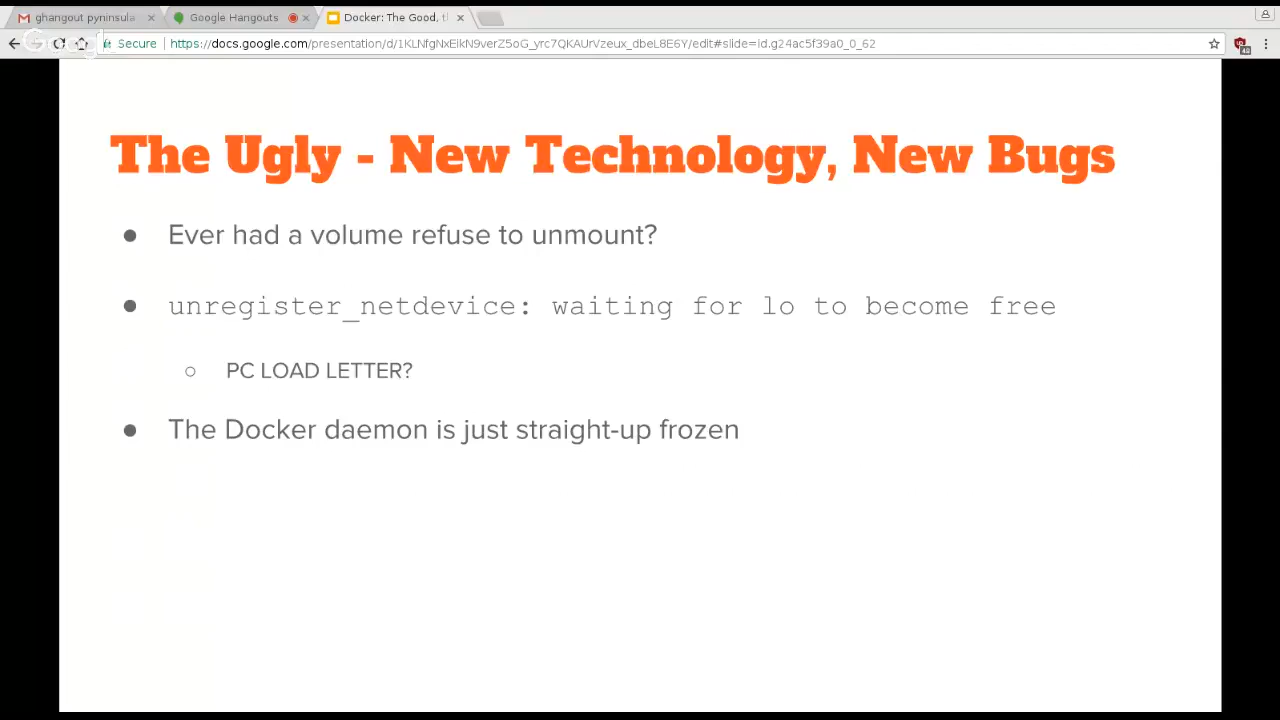 ghangout pyninsula
Google Hangouts
Docker: The Good, t
Secure
https://docs.google.com/presentation/d/1KLNfgNxEikN9verZ5oG_yrc7QKAUrVzeux_dbeL8E6Y/edit#slide=id.g24ac5f39a0_0_62
48
The Ugly - New Technology, New Bugs
● Ever had a volume refuse to unmount?
● unregister_netdevice: waiting for lo to become free
○ PC LOAD LETTER?
● The Docker daemon is just straight-up frozen